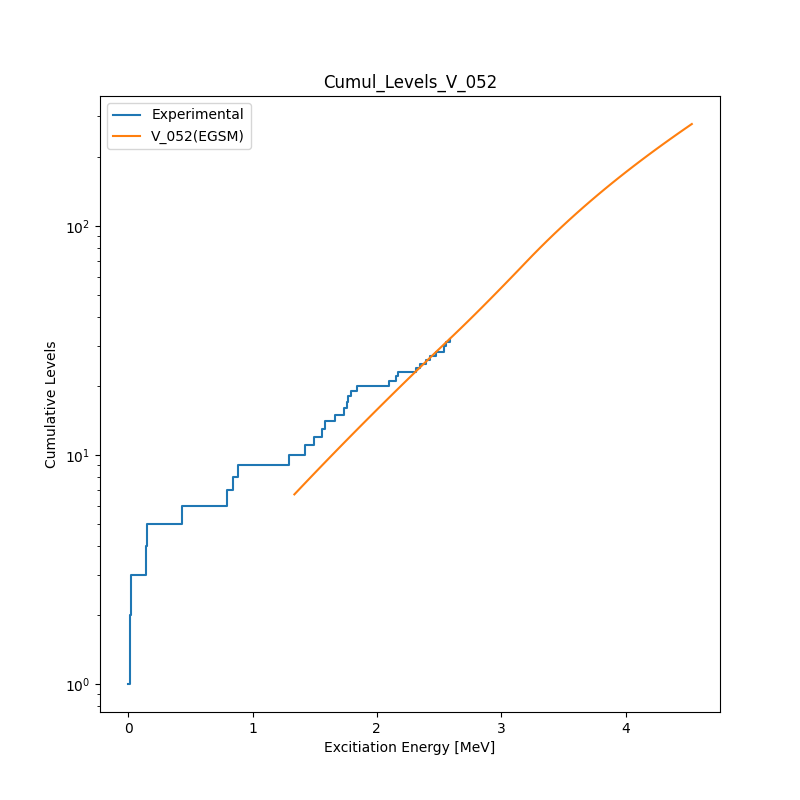 Cumul_Levels_V_052
Experimental
V_052(EGSM)
10²
10¹
10⁰
Cumulative Levels
0 1 2 3 4
Excitiation Energy [MeV]